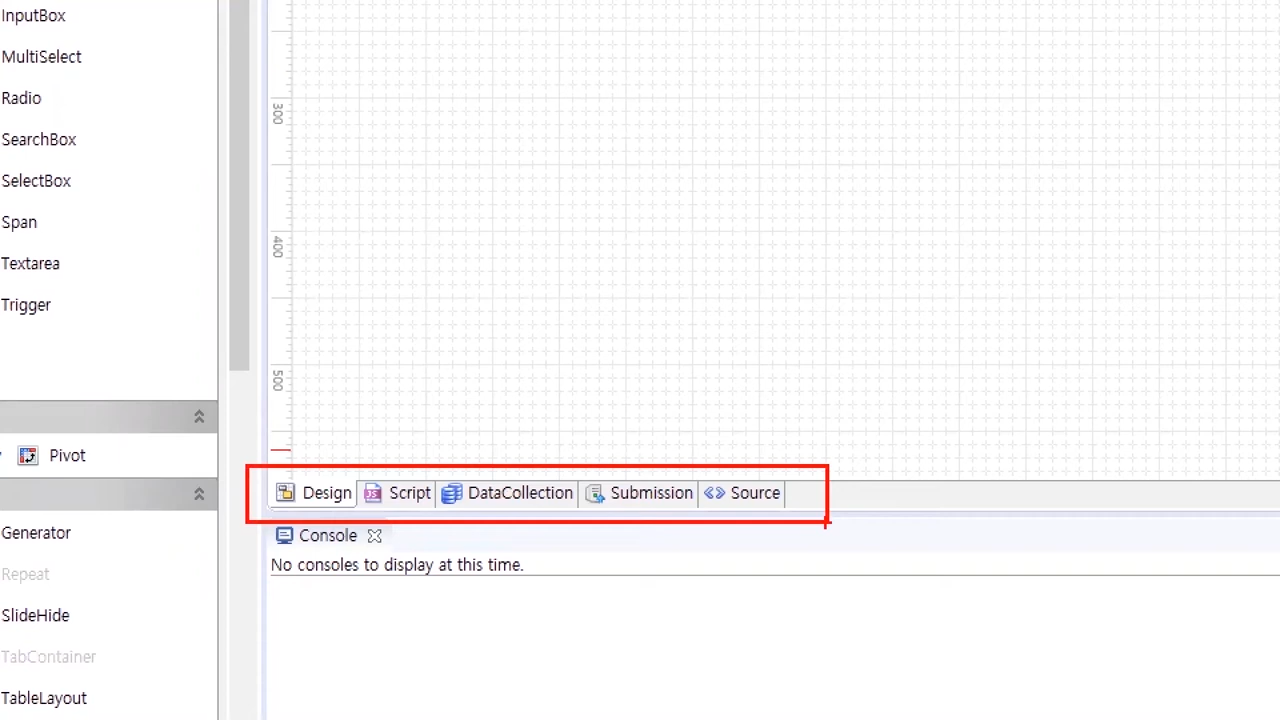 InputBox
MultiSelect
Radio
SearchBox
SelectBox
Span
Textarea
Trigger
Pivot
Generator
Repeat
SlideHide
TabContainer
TableLayout
300
400
500
Design Script DataCollection Submission Source
Console
No consoles to display at this time.